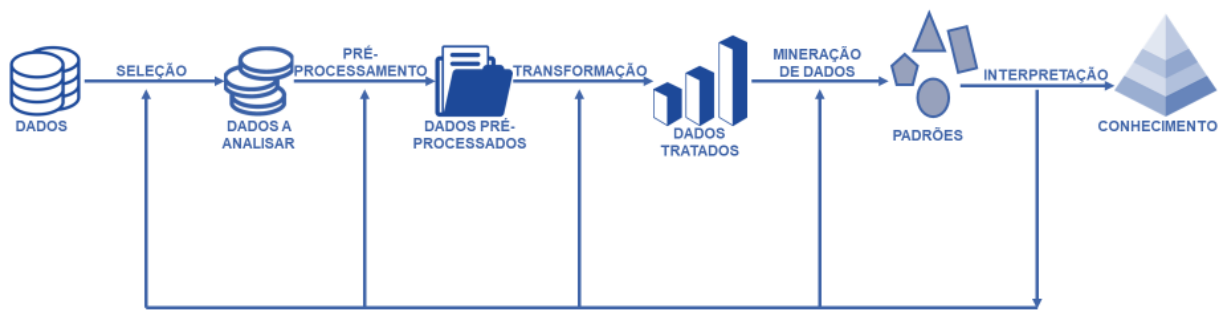 DADOS
SELEÇÃO
DADOS A
ANALISAR
PRÉ-
PROCESSAMENTO
DADOS PRÉ-
PROCESSADOS
TRANSFORMAÇÃO
DADOS
TRATADOS
MINERAÇÃO
DE DADOS
PADRÕES
INTERPRETAÇÃO
CONHECIMENTO